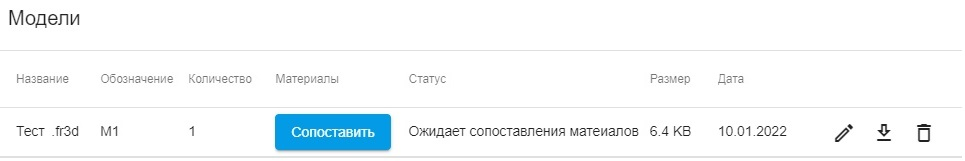 Модели
Название Обозначение Количество Материалы Статус Размер Дата
Тест .fr3d М1 1 Сопоставить Ожидает сопоставления матеиалов 6.4 KB 10.01.2022